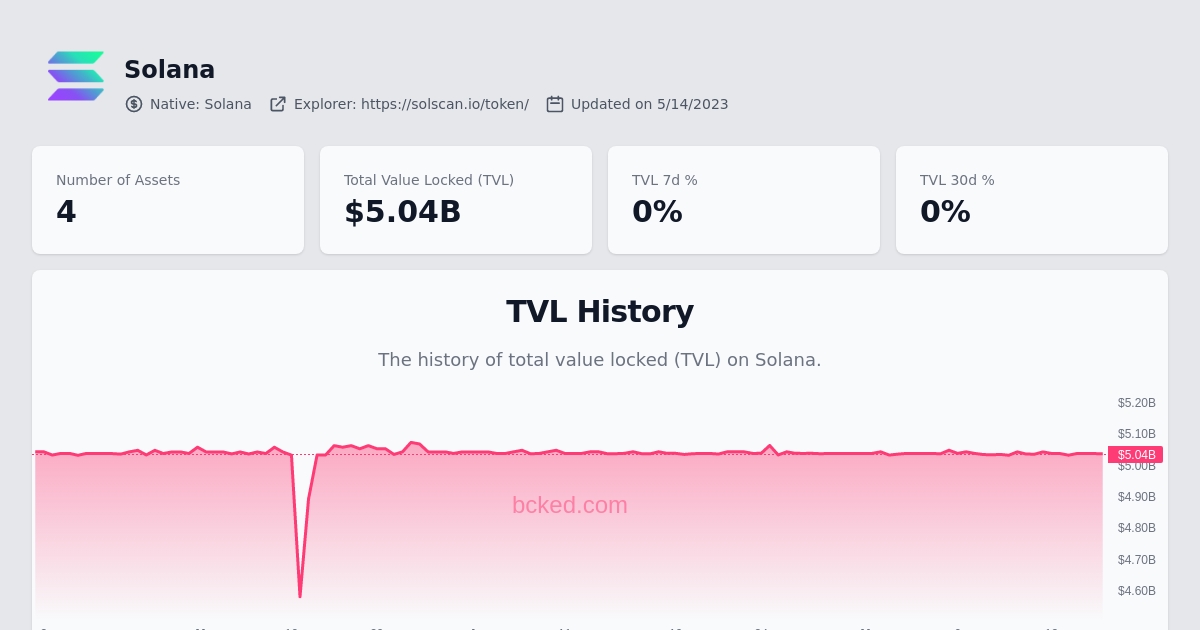 Solana
Native: Solana Explorer: https://solscan.io/token/ Updated on 5/14/2023
Number of Assets
4
Total Value Locked (TVL)
$5.04B
TVL 7d %
0%
TVL 30d %
0%
TVL History
The history of total value locked (TVL) on Solana.
$5.20B
$5.10B
$5.04B
$5.00B
$4.90B
$4.80B
$4.70B
$4.60B
bcked.com